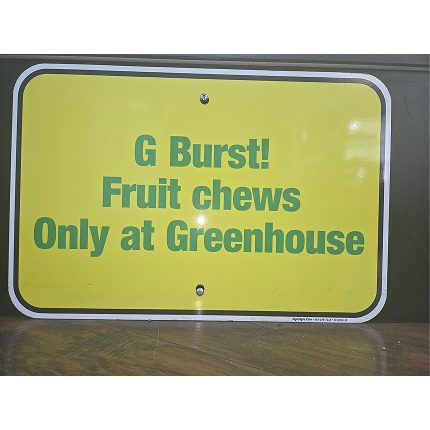 G Burst!
Fruit chews
Only at Greenhouse